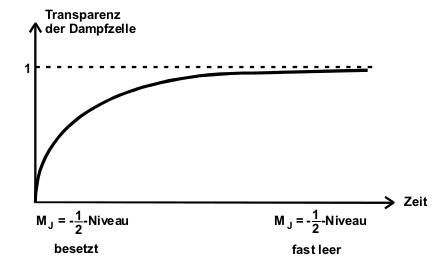 Transparenz
der Dampfzelle
1
Zeit
M_J = -1/2-Niveau
besetzt
M_J = -1/2-Niveau
fast leer